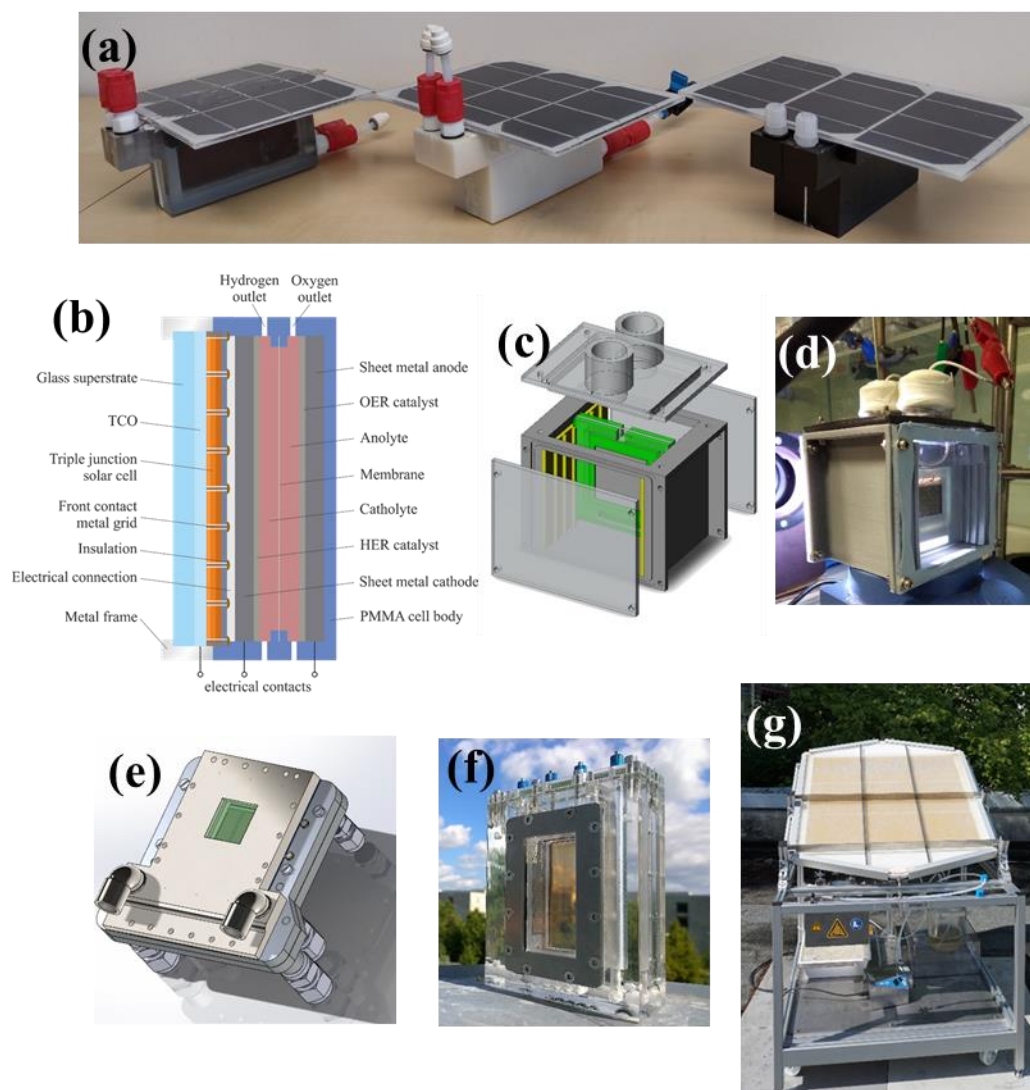 (a)
(b)
Hydrogen
outlet
Oxygen
outlet
Glass superstrate
TCO
Triple junction
solar cell
Front contact
metal grid
Insulation
Electrical connection
Metal frame
Sheet metal anode
OER catalyst
Anolyte
Membrane
Catholyte
HER catalyst
Sheet metal cathode
PMMA cell body
electrical contacts
(c)
(d)
(e)
(f)
(g)